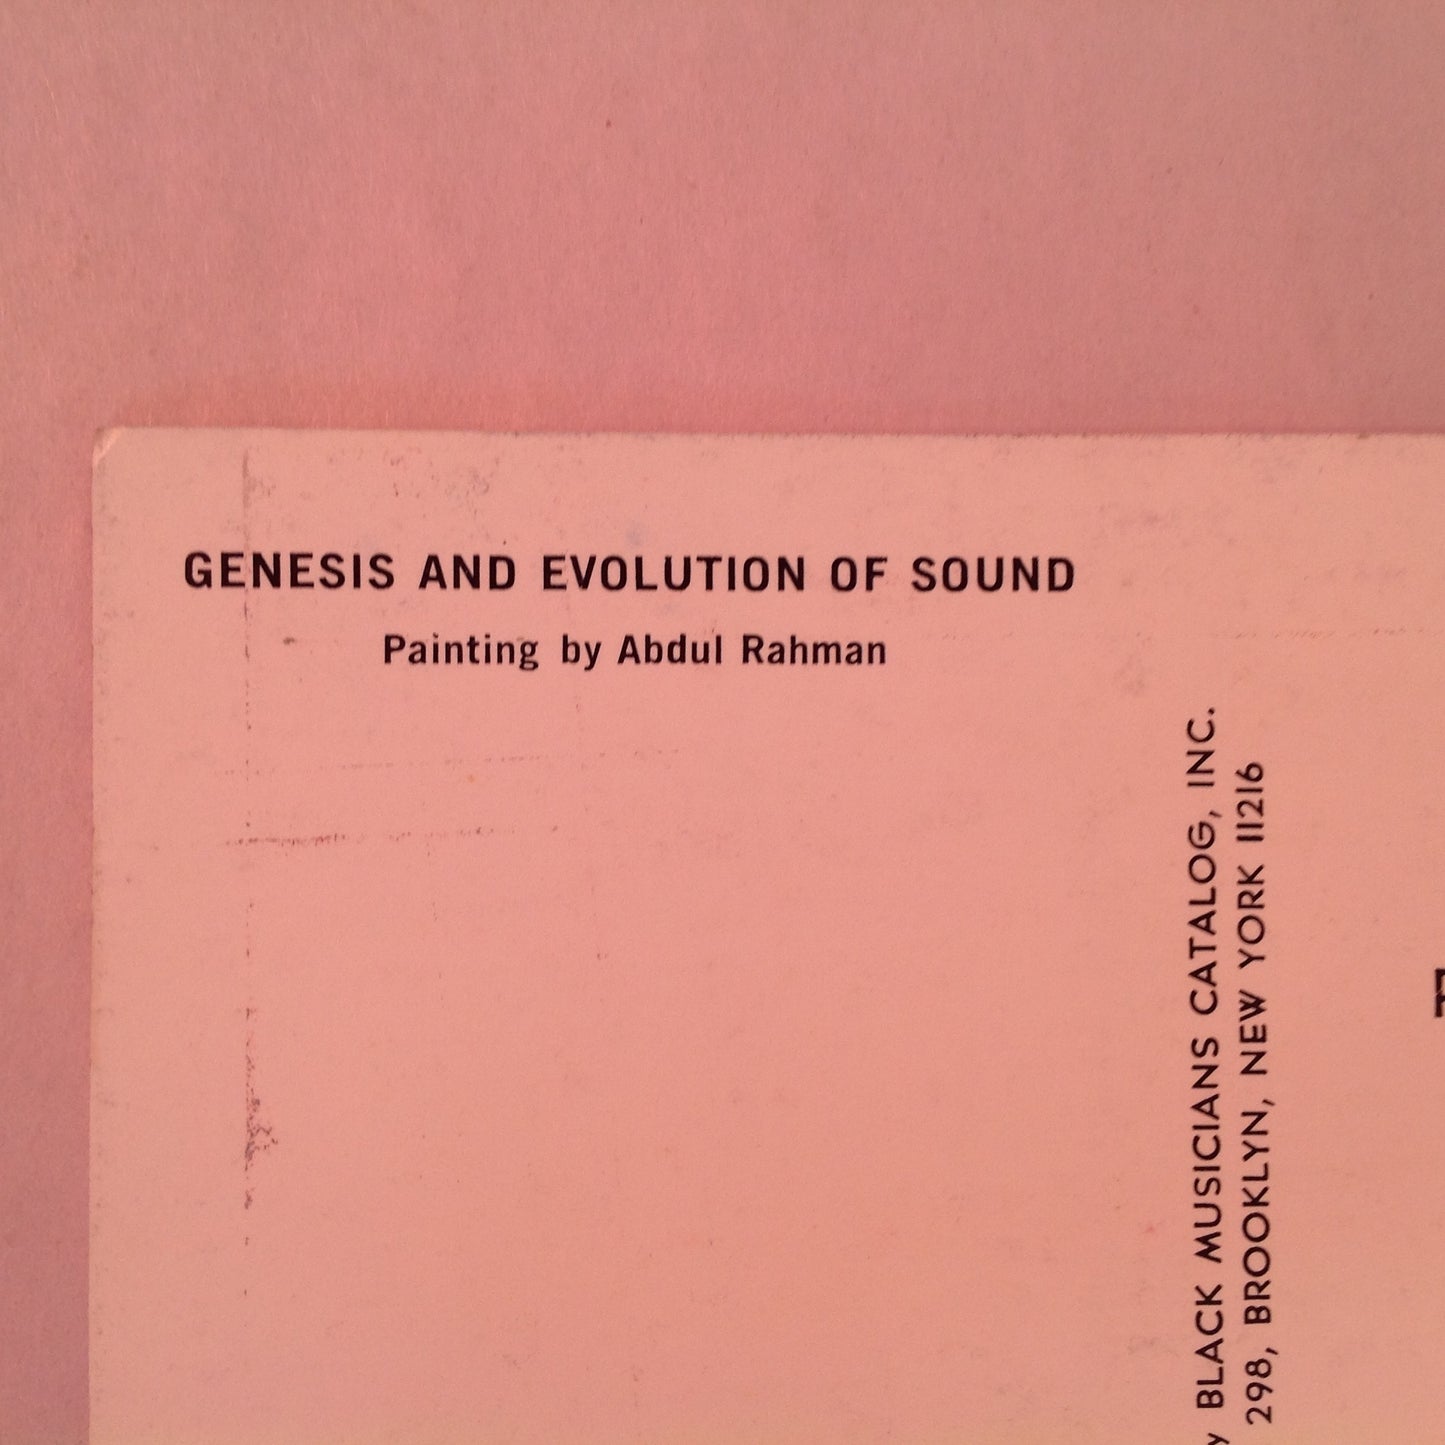 GENESIS AND EVOLUTION OF SOUND
Painting by Abdul Rahman
BLACK MUSICIANS CATALOG, INC.
298, BROOKLYN, NEW YORK 11216